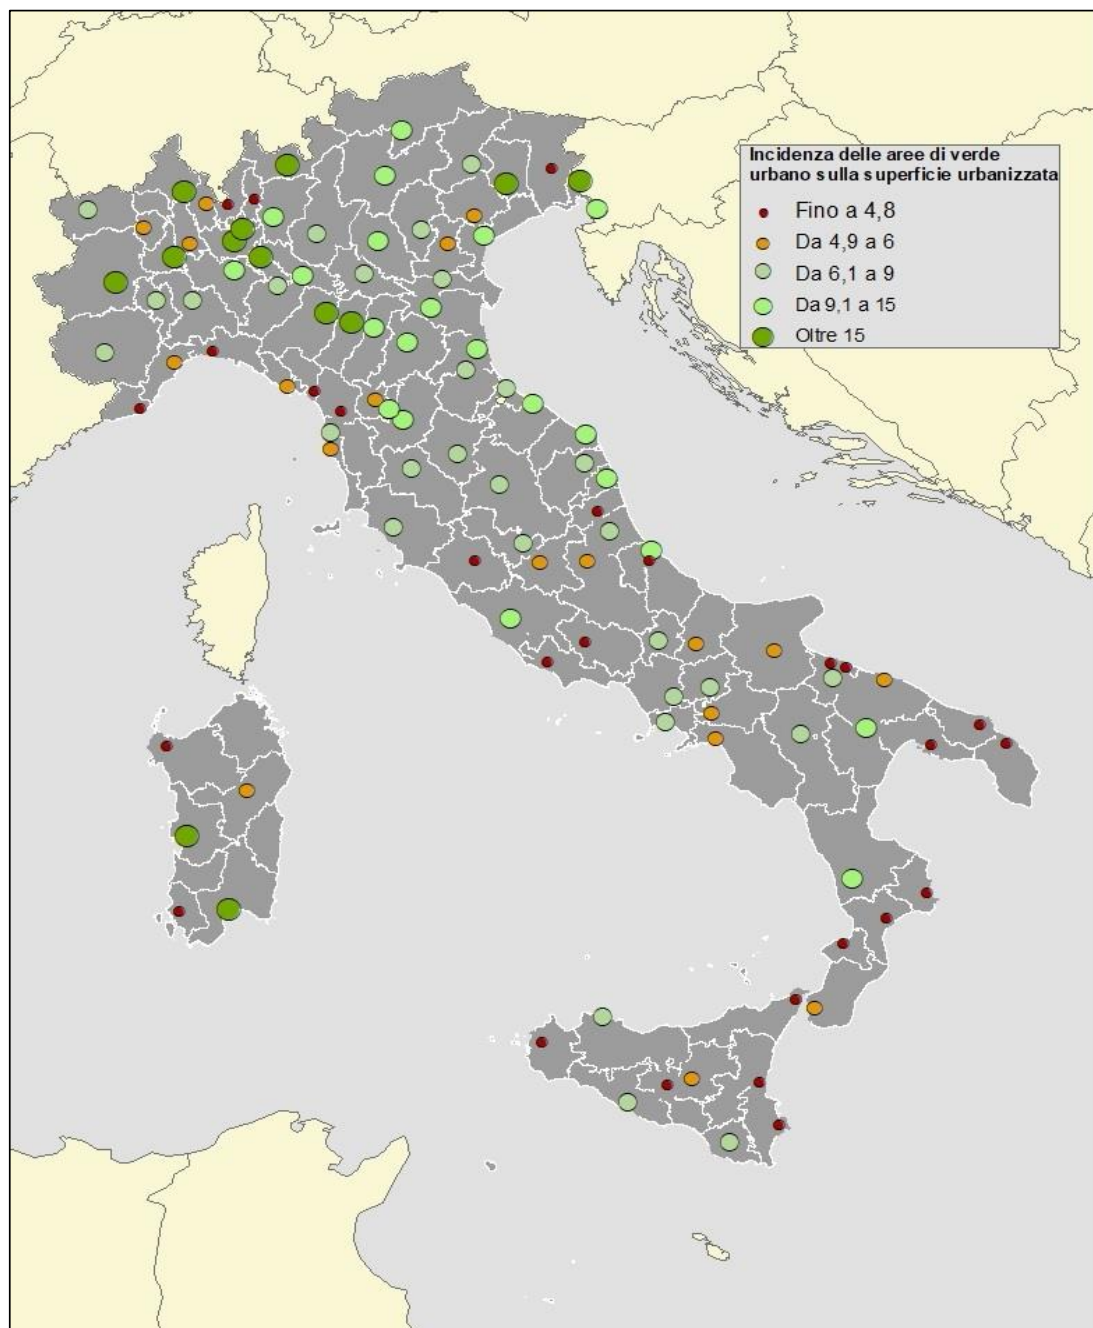 Incidenza delle aree di verde
urbano sulla superficie urbanizzata
Fino a 4,8
Da 4,9 a 6
Da 6,1 a 9
Da 9,1 a 15
Oltre 15